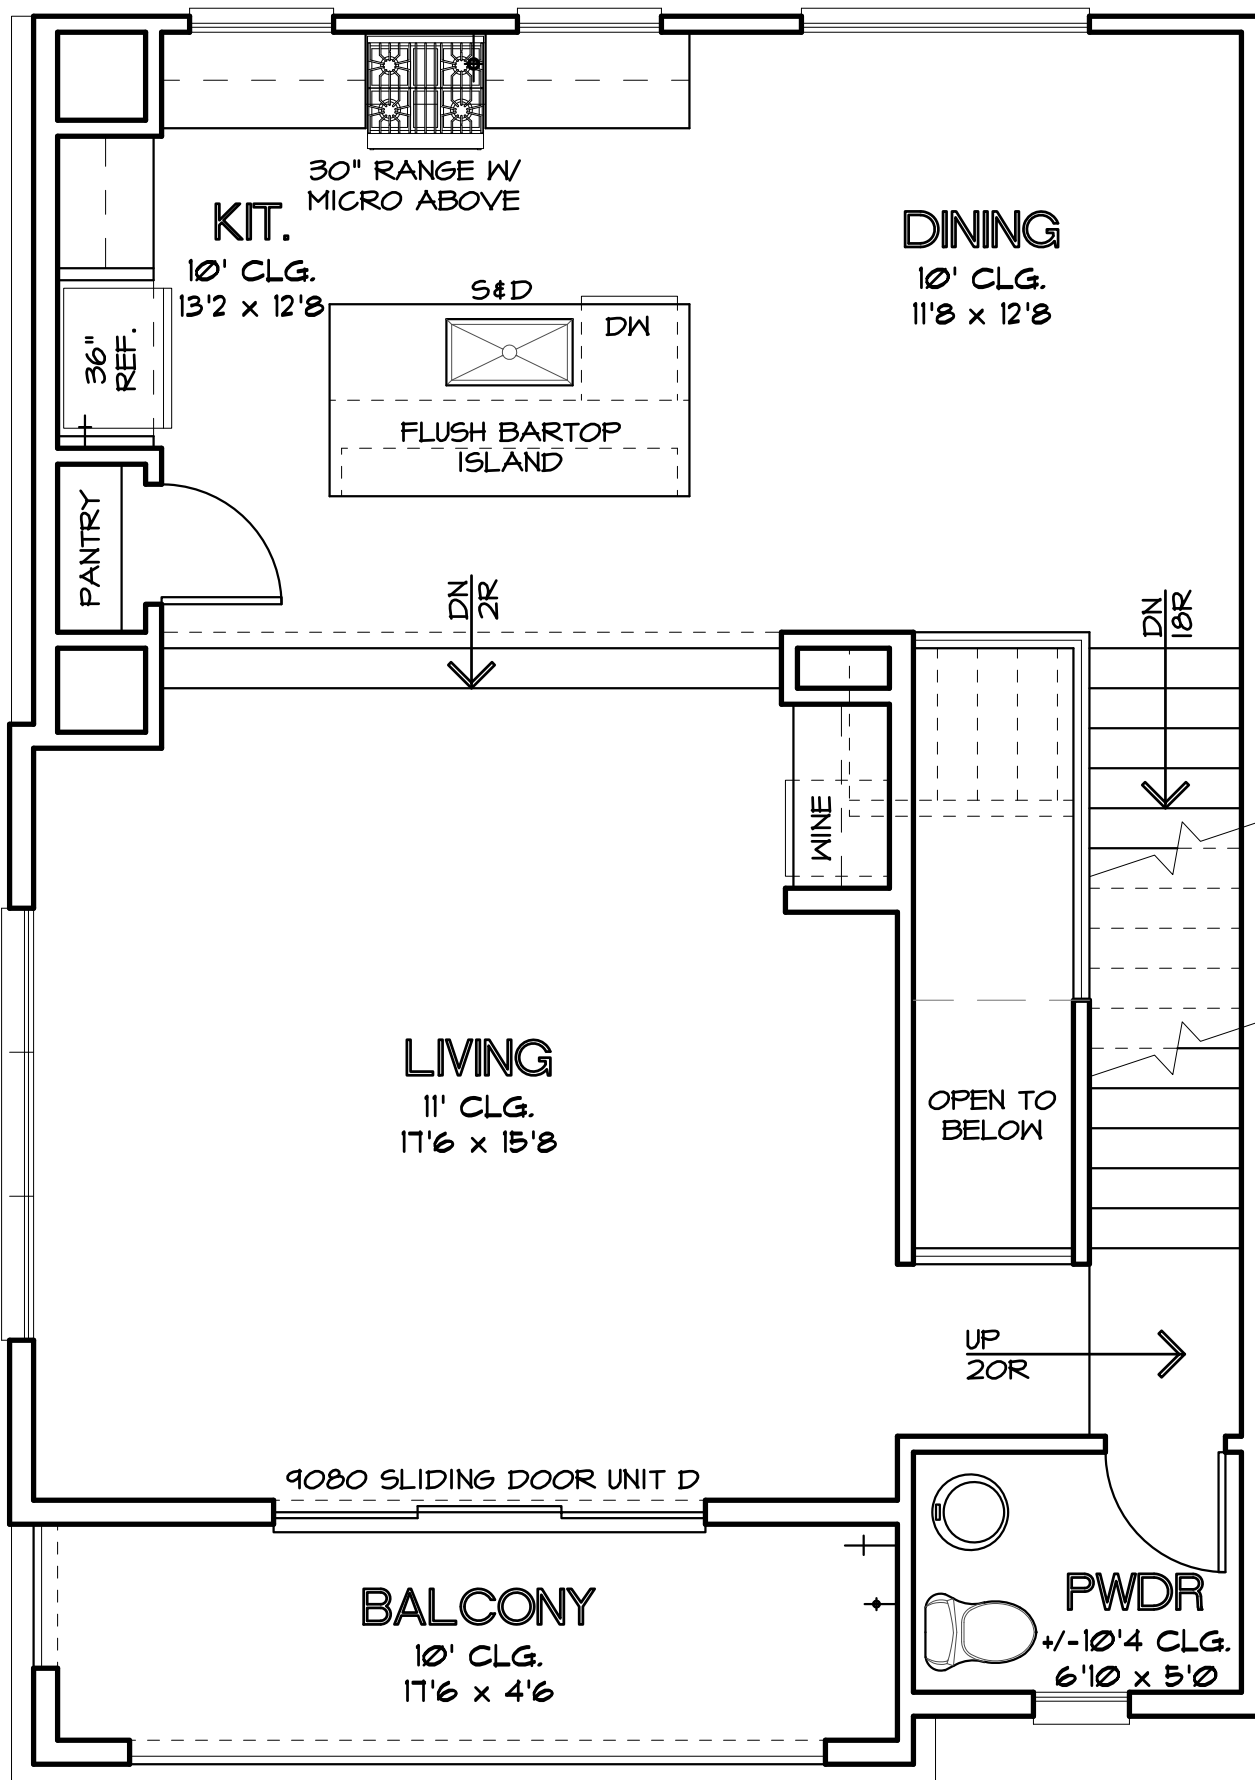 30" RANGE W/
MICRO ABOVE
KIT.
10' CLG.
13'2 x 12'8
DINING
10' CLG.
11'8 x 12'8
S&D
DW
36"
REF.
FLUSH BARTOP
ISLAND
PANTRY
DN
2R
DN
18R
WINE
LIVING
11' CLG.
17'6 x 15'8
OPEN TO
BELOW
UP
20R
9080 SLIDING DOOR UNIT D
BALCONY
10' CLG.
17'6 x 4'6
PWDR
+/-10'4 CLG.
6'10 x 5'0